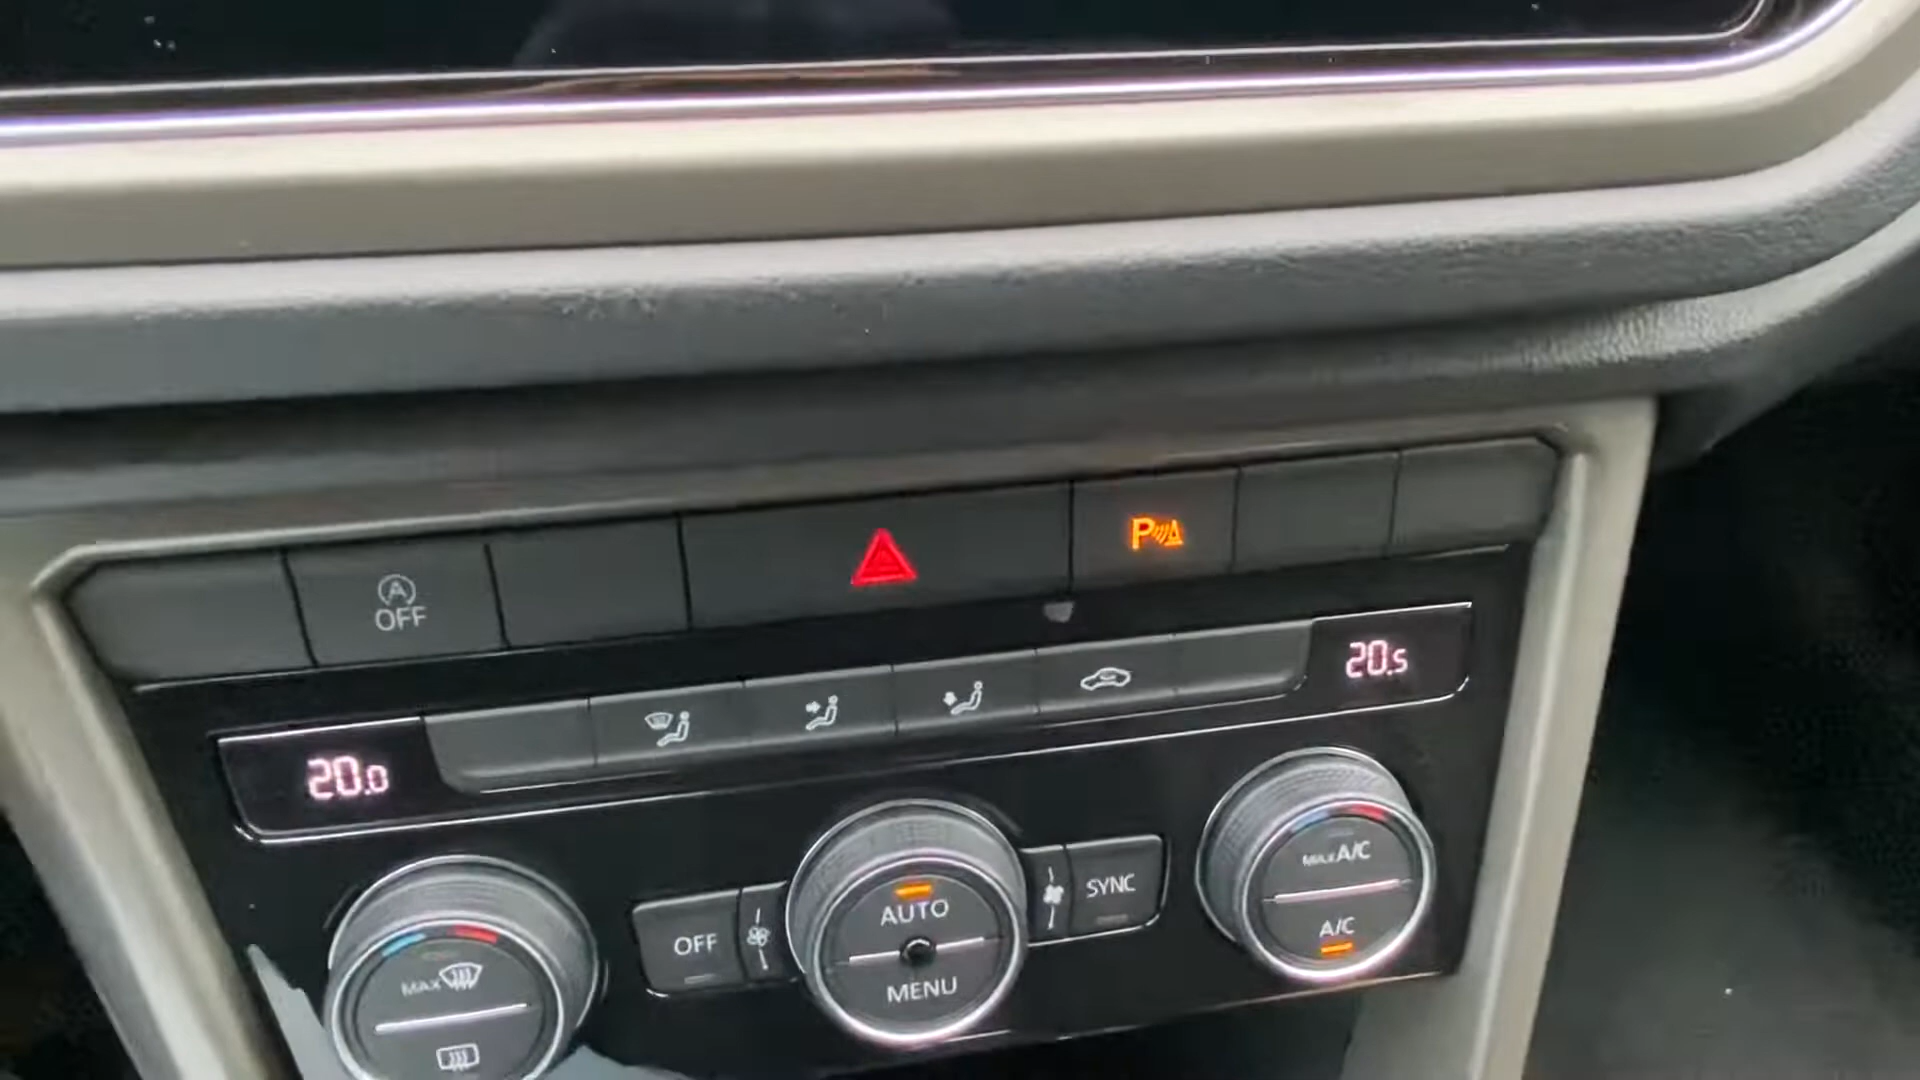 A
OFF
P
20.5
20.0
MAX A/C
A/C
SYNC
AUTO
MENU
OFF
MAX